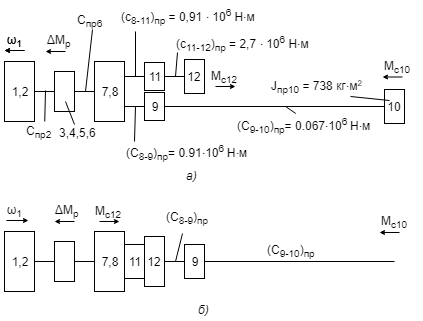 (c8-11)пр = 0,91 · 10⁶ Н·м
ω1 ΔMр Cпр6 (c11-12)пр = 2,7 · 10⁶ Н·м
1,2 7,8 11 12 Mc12 Jпр10 = 738 кг·м² Mc10
9 10
Cпр2 3,4,5,6 (C9-10)пр= 0.067·10⁶ Н·м
(C8-9)пр= 0.91·10⁶ Н·м
а)
ω1 ΔMр Mc12 (C8-9)пр Mc10
1,2 7,8 11 12 9 (C9-10)пр
б)